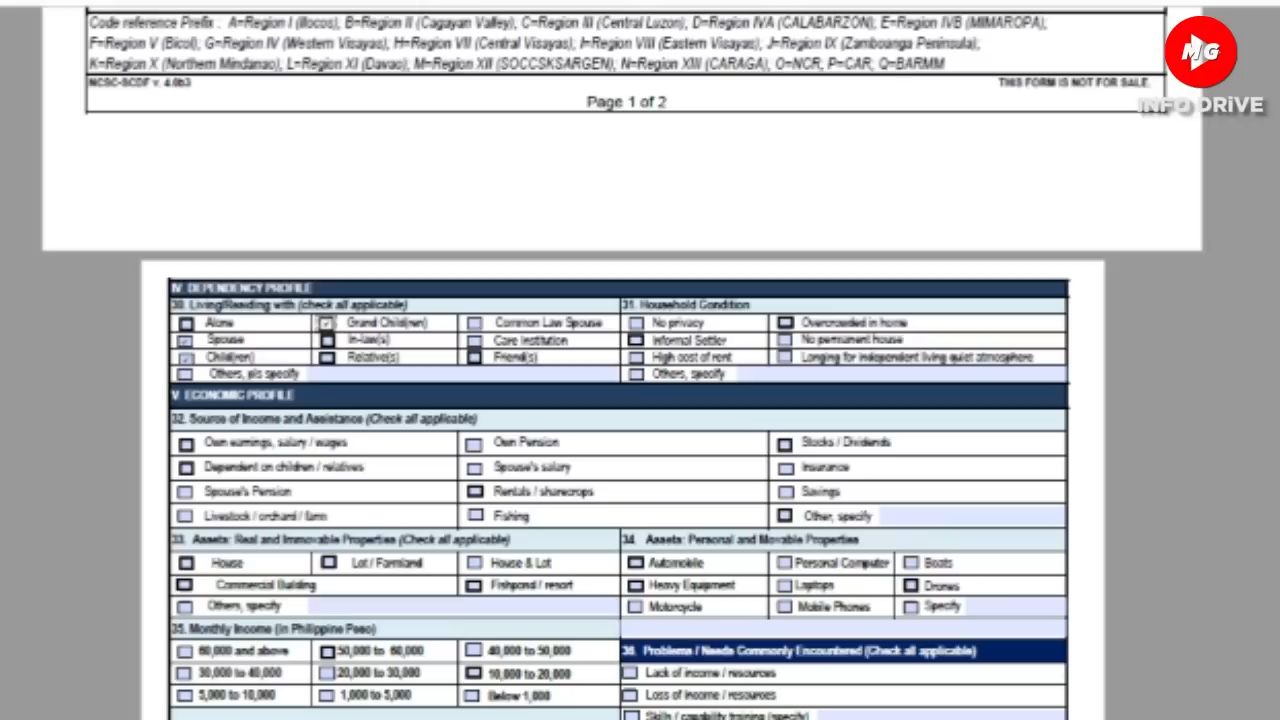 Code reference Prefix : A=Region I (Ilocos), B=Region II (Cagayan Valley), C=Region III (Central Luzon), D=Region IVA (CALABARZON); E=Region IVB (MIMAROPA);
F=Region V (Bicol); G=Region IV (Western Visayas), H=Region VII (Central Visayas); I=Region VIII (Eastern Visayas), J=Region IX (Zamboanga Peninsula);
K=Region X (Northern Mindanao), L=Region XI (Davao), M=Region XII (SOCCSKSARGEN), N=Region XIII (CARAGA), O=NCR, P=CAR, Q=BARMM
NCSC-SCDF v. 4.0b3 THIS FORM IS NOT FOR SALE.
Page 1 of 2
MG
INFO DRiVE
IV. DEPENDENCY PROFILE
30. Living/Residing with (check all applicable) 31. Household Condition
Alone Grand Child(ren) Common Law Spouse No privacy Overcrowded in home
Spouse In-law(s) Care Institution Informal Settler No permanent house
Child(ren) Relative(s) Friend(s) High cost of rent Longing for independent living quiet atmosphere
Others, pls specify Others, specify
V. ECONOMIC PROFILE
32. Source of Income and Assistance (Check all applicable)
Own earnings, salary / wages Own Pension Stocks / Dividends
Dependent on children / relatives Spouse's salary Insurance
Spouse's Pension Rentals / sharecrops Savings
Livestock / orchard / farm Fishing Other, specify
33. Assets: Real and Immovable Properties (Check all applicable) 34. Assets: Personal and Movable Properties
House Lot / Farmland House & Lot Automobile Personal Computer Boats
Commercial Building Fishpond / resort Heavy Equipment Laptops Drones
Others, specify Motorcycle Mobile Phones Specify
35. Monthly Income (in Philippine Peso)
60,000 and above 50,000 to 60,000 40,000 to 50,000 36. Problems / Needs Commonly Encountered (Check all applicable)
30,000 to 40,000 20,000 to 30,000 10,000 to 20,000 Lack of income / resources
5,000 to 10,000 1,000 to 5,000 Below 1,000 Loss of income / resources
Skills / capability training (specify)